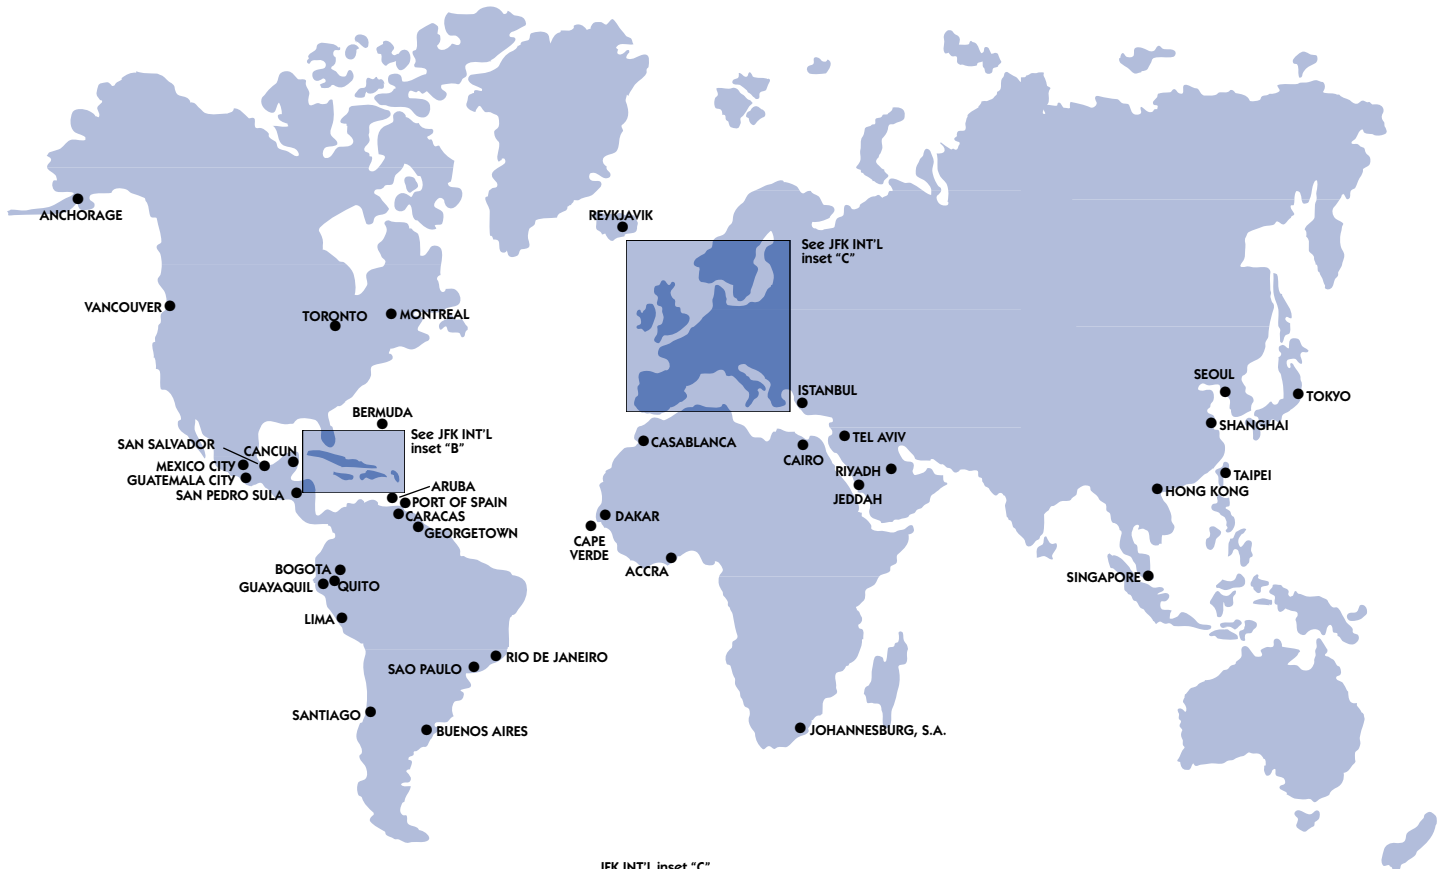 ANCHORAGE
REYKJAVIK
See JFK INT'L
inset "C"
VANCOUVER
TORONTO
MONTREAL
SEOUL
TOKYO
ISTANBUL
BERMUDA
SHANGHAI
See JFK INT'L
inset "B"
SAN SALVADOR
CANCUN
CASABLANCA
TEL AVIV
CAIRO
MEXICO CITY
RIYADH
GUATEMALA CITY
TAIPEI
SAN PEDRO SULA
ARUBA
JEDDAH
HONG KONG
PORT OF SPAIN
CARACAS
DAKAR
GEORGETOWN
CAPE
VERDE
BOGOTA
ACCRA
SINGAPORE
GUAYAQUIL
QUITO
LIMA
RIO DE JANEIRO
SAO PAULO
SANTIAGO
BUENOS AIRES
JOHANNESBURG, S.A.
JFK INT'L inset "C"